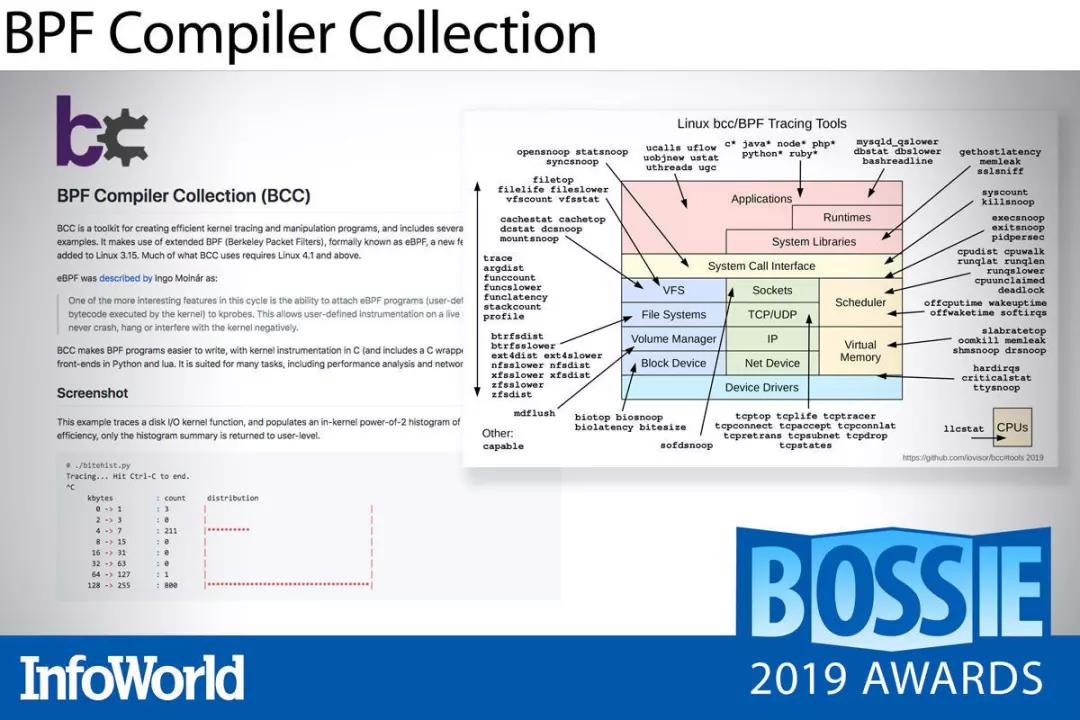 BPF Compiler Collection
bc
BPF Compiler Collection (BCC)
BCC is a toolkit for creating efficient kernel tracing and manipulation programs, and includes severa
examples. It makes use of extended BPF (Berkeley Packet Filters), formally known as eBPF, a new fe
added to Linux 3.15. Much of what BCC uses requires Linux 4.1 and above.
eBPF was described by Ingo Molnár as:
One of the more interesting features in this cycle is the ability to attach eBPF programs (user-def
bytecode executed by the kernel) to kprobes. This allows user-defined instrumentation on a live
never crash, hang or interfere with the kernel negatively.
BCC makes BPF programs easier to write, with kernel instrumentation in C (and includes a C wrappe
front-ends in Python and lua. It is suited for many tasks, including performance analysis and networ
Screenshot
This example traces a disk I/O kernel function, and populates an in-kernel power-of-2 histogram of
efficiency, only the histogram summary is returned to user-level.
# ./bitehist.py
Tracing... Hit Ctrl-C to end.
^C
kbytes : count distribution
0 -> 1 : 3 | |
2 -> 3 : 0 | |
4 -> 7 : 211 |********** |
8 -> 15 : 0 | |
16 -> 31 : 0 | |
32 -> 63 : 0 | |
64 -> 127 : 1 | |
128 -> 255 : 800 |**************************************|
Linux bcc/BPF Tracing Tools
opensnoop statsnoop
syncsnoop
ucalls uflow
uobjnew ustat
uthreads ugc
c* java* node* php*
python* ruby*
mysqld_qslower
dbstat dbslower
bashreadline
gethostlatency
memleak
sslsniff
filetop
filelife fileslower
vfscount vfsstat
cachestat cachetop
dcstat dcsnoop
mountsnoop
trace
argdist
funccount
funcslower
funclatency
stackcount
profile
btrfsdist
btrfsslower
ext4dist ext4slower
nfsslower nfsdist
xfsslower xfsdist
zfsslower
zfsdist
mdflush
Other:
capable
biotop biosnoop
biolatency bitesize
sofdsnoop
tcptop tcplife tcptracer
tcpconnect tcpaccept tcpconnlat
tcpretrans tcpsubnet tcpdrop
tcpstates
Applications
Runtimes
System Libraries
System Call Interface
VFS
Sockets
Scheduler
File Systems
TCP/UDP
Volume Manager
IP
Virtual
Memory
Block Device
Net Device
Device Drivers
syscount
killsnoop
execsnoop
exitsnoop
pidpersec
cpudist cpuwalk
runqlat runqlen
runqslower
cpuunclaimed
deadlock
offcputime wakeuptime
offwaketime softirqs
slabratetop
oomkill memleak
shmsnoop drsnoop
hardirqs
criticalstat
ttysnoop
llcstat
CPUs
https://github.com/iovisor/bcc#tools 2019
BOSSIE
2019 AWARDS
InfoWorld